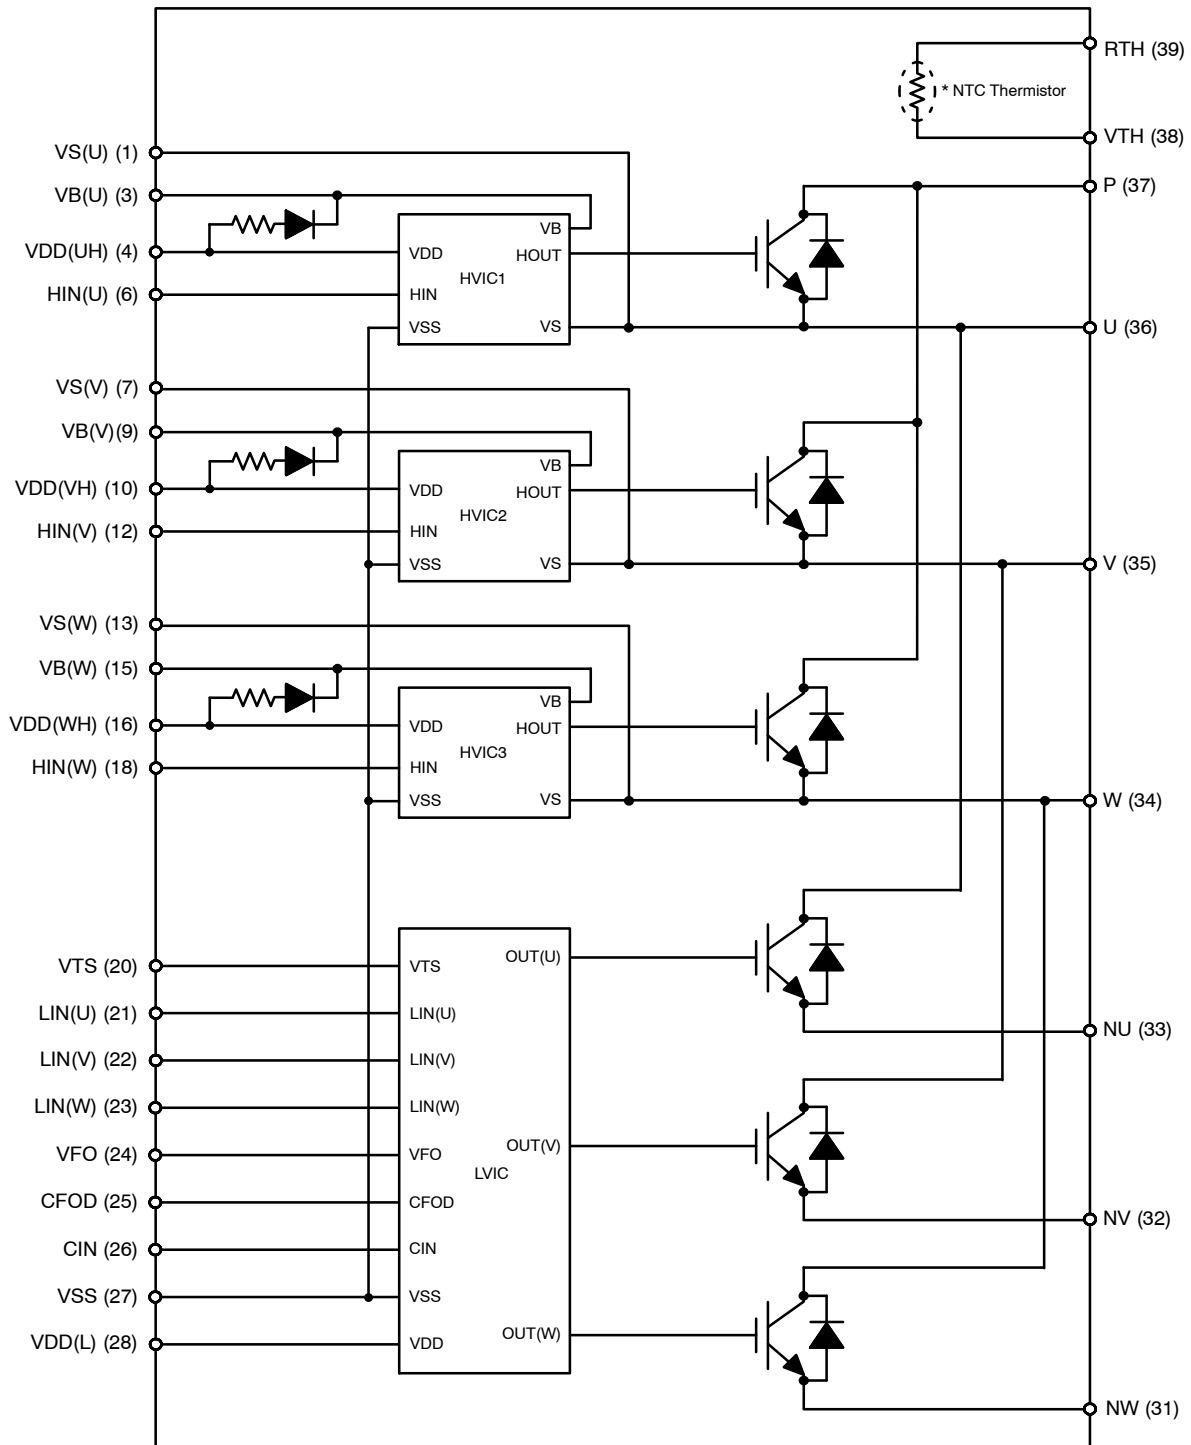 RTH (39)
* NTC Thermistor
VTH (38)
VS(U) (1)
VB(U) (3)
P (37)
VB
VDD(UH) (4)
VDD
HOUT
HVIC1
HIN(U) (6)
HIN
VSS
VS
U (36)
VS(V) (7)
VB(V)(9)
VB
VDD(VH) (10)
VDD
HOUT
HVIC2
HIN(V) (12)
HIN
VSS
VS
V (35)
VS(W) (13)
VB(W) (15)
VB
VDD(WH) (16)
VDD
HOUT
HVIC3
HIN(W) (18)
HIN
VSS
VS
W (34)
OUT(U)
VTS (20)
VTS
LIN(U) (21)
LIN(U)
NU (33)
LIN(V) (22)
LIN(V)
LIN(W) (23)
LIN(W)
OUT(V)
VFO (24)
VFO
LVIC
CFOD (25)
CFOD
NV (32)
CIN (26)
CIN
VSS (27)
VSS
OUT(W)
VDD(L) (28)
VDD
NW (31)